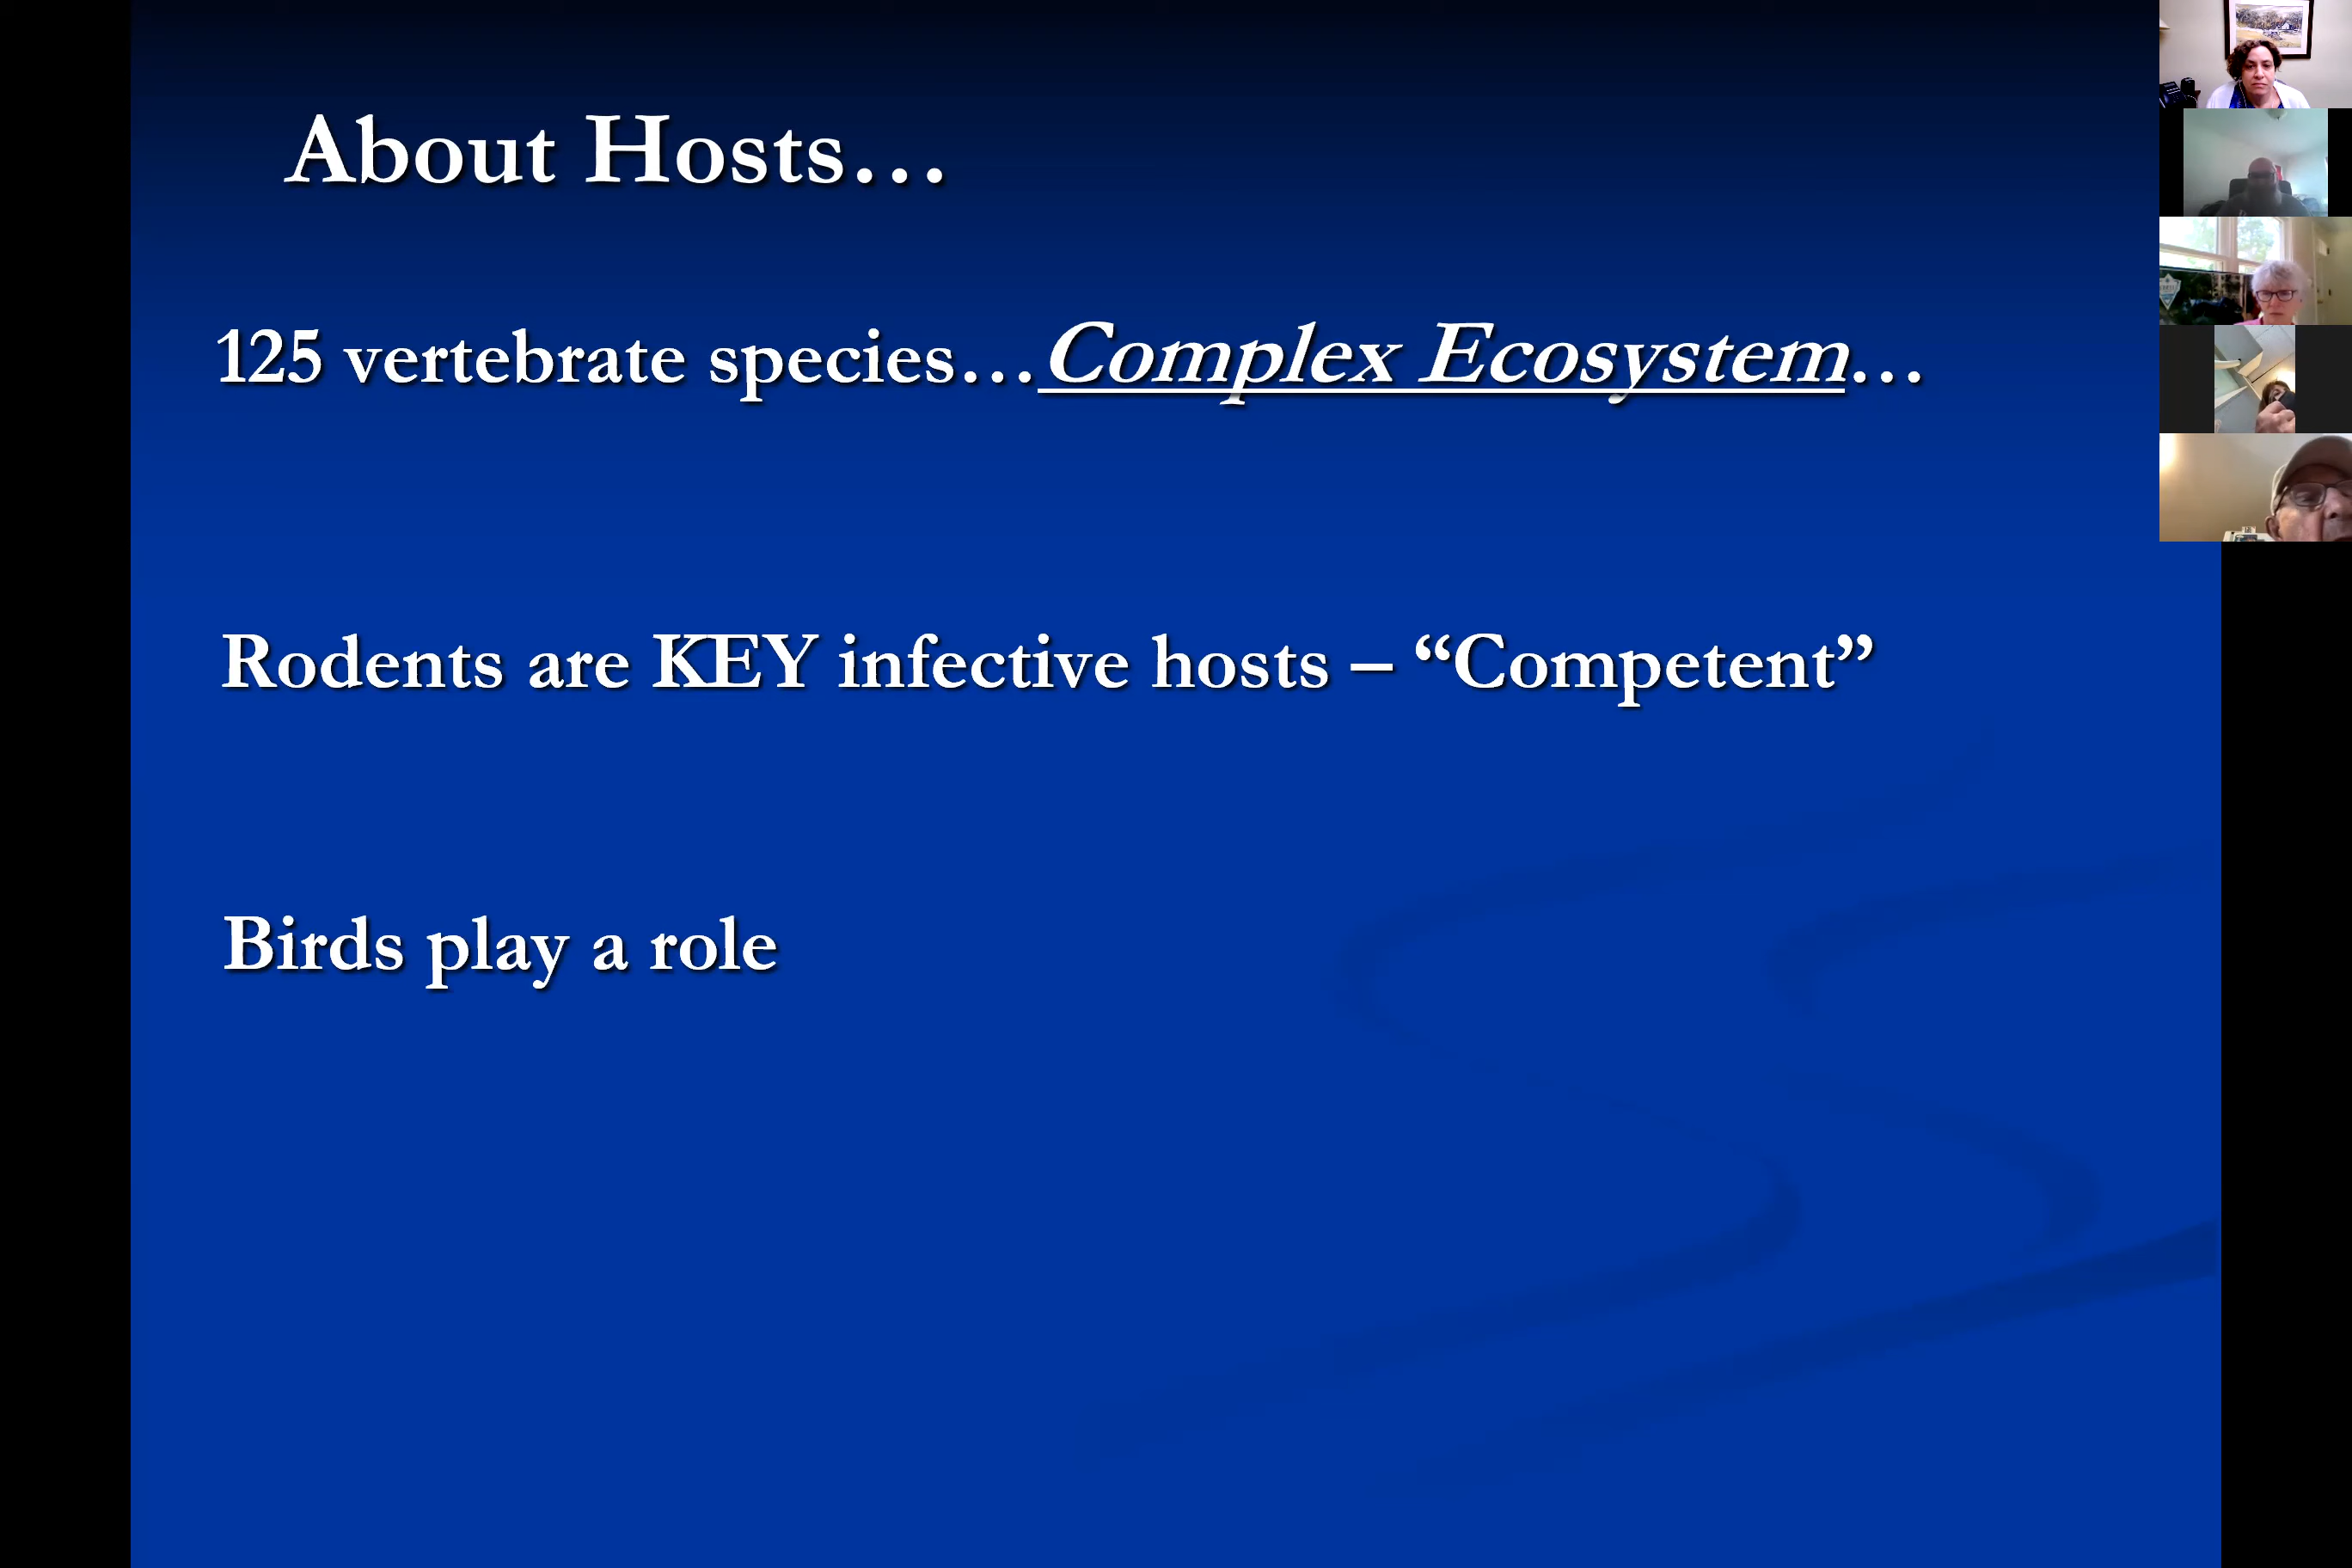 About Hosts…
125 vertebrate species…Complex Ecosystem…
Rodents are KEY infective hosts – “Competent”
Birds play a role